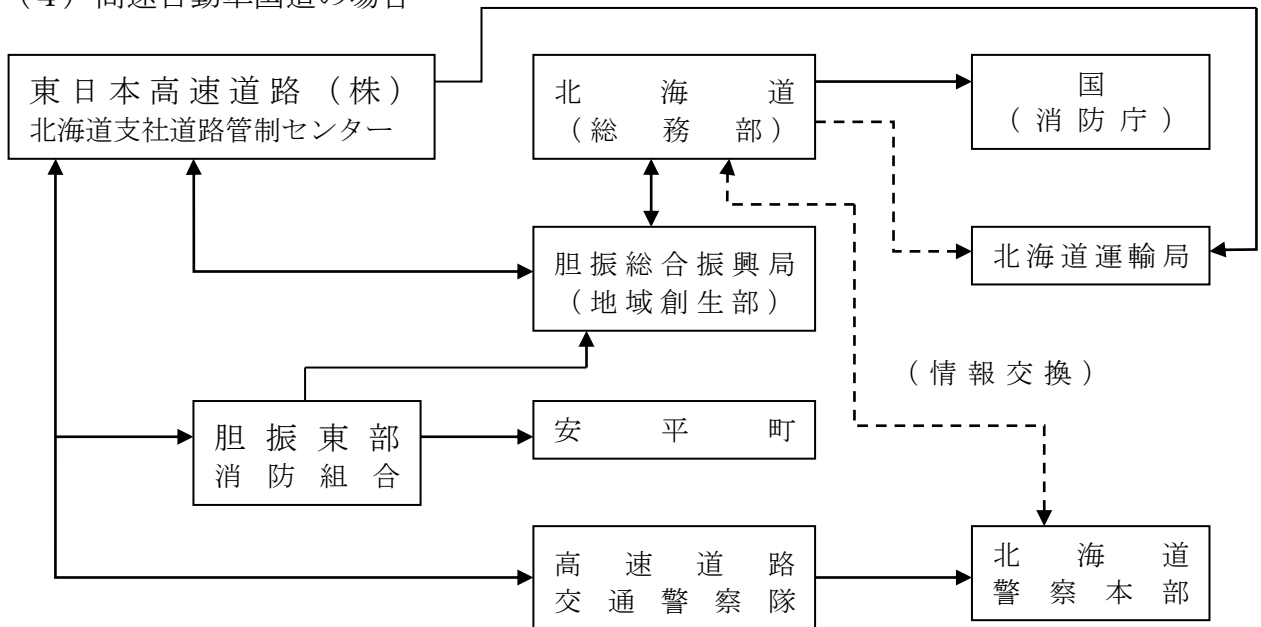 （４）高速自動車国道の場合
東日本高速道路（株）
北海道支社道路管制センター
北海道
（総務部）
国
（消防庁）
北海道運輸局
胆振総合振興局
（地域創生部）
（情報交換）
胆振東部
消防組合
安平町
高速道路
交通警察隊
北海道
警察本部